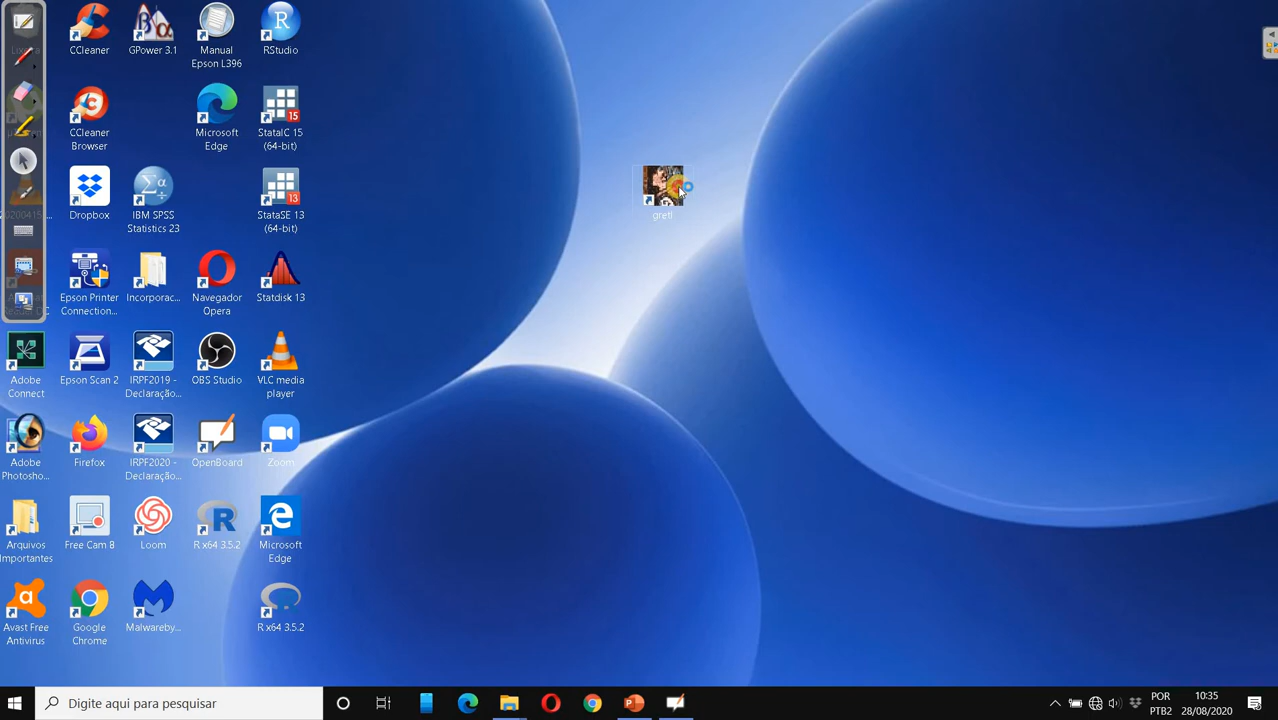 CCleaner
GPower 3.1
Manual
Epson L396
RStudio
CCleaner
Browser
Microsoft
Edge
15
StataIC 15
(64-bit)
Dropbox
IBM SPSS
Statistics 23
13
StataSE 13
(64-bit)
gretl
Epson Printer
Connection...
Incorporac...
Navegador
Opera
Statdisk 13
Adobe
Connect
Epson Scan 2
IRPF2019 -
Declaração...
OBS Studio
VLC media
player
Adobe
Photosho...
Firefox
IRPF2020 -
Declaração...
OpenBoard
Zoom
Arquivos
Importantes
Free Cam 8
Loom
R x64 3.5.2
Microsoft
Edge
Avast Free
Antivirus
Google
Chrome
Malwareby...
R x64 3.5.2
Digite aqui para pesquisar
POR
PTB2
10:35
28/08/2020